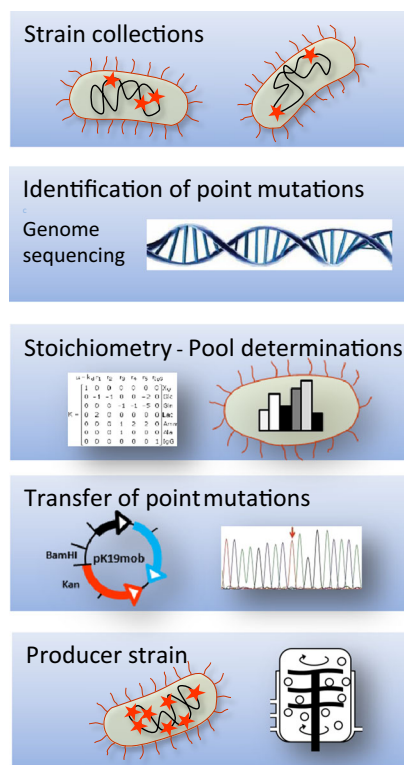 Strain collections
Identification of point mutations
Genome
sequencing
Stoichiometry - Pool determinations
Transfer of point mutations
BamHI
pK19mob
Kan
Producer strain